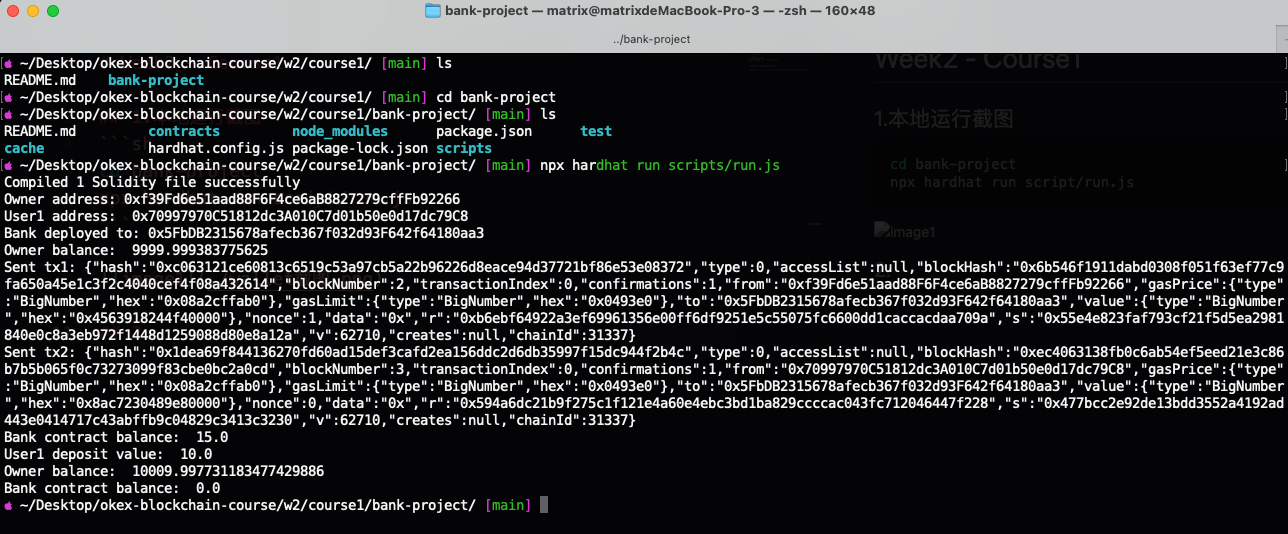 bank-project — matrix@matrixdeMacBook-Pro-3 — -zsh — 160×48
../bank-project
~/Desktop/okex-blockchain-course/w2/course1/ [main] ls
README.md bank-project
~/Desktop/okex-blockchain-course/w2/course1/ [main] cd bank-project
~/Desktop/okex-blockchain-course/w2/course1/bank-project/ [main] ls
README.md contracts node_modules package.json test
cache hardhat.config.js package-lock.json scripts
~/Desktop/okex-blockchain-course/w2/course1/bank-project/ [main] npx hardhat run scripts/run.js
Compiled 1 Solidity file successfully
Owner address: 0xf39Fd6e51aad88F6F4ce6aB8827279cffFb92266
User1 address: 0x70997970C51812dc3A010C7d01b50e0d17dc79C8
Bank deployed to: 0x5FbDB2315678afecb367f032d93F642f64180aa3
Owner balance: 9999.999383775625
Sent tx1: {"hash":"0xc063121ce60813c6519c53a97cb5a22b96226d8eace94d37721bf86e53e08372","type":0,"accessList":null,"blockHash":"0x6b546f1911dabd0308f051f63ef77c9
fa650a45e1c3f2c4040cef4f08a432614","blockNumber":2,"transactionIndex":0,"confirmations":1,"from":"0xf39Fd6e51aad88F6F4ce6aB8827279cffFb92266","gasPrice":{"type"
:"BigNumber","hex":"0x08a2cffab0"},"gasLimit":{"type":"BigNumber","hex":"0x0493e0"},"to":"0x5FbDB2315678afecb367f032d93F642f64180aa3","value":{"type":"BigNumber"
,"hex":"0x4563918244f40000"},"nonce":1,"data":"0x","r":"0xb6ebf64922a3ef69961356e00ff6df9251e5c55075fc6600dd1caccacdaa709a","s":"0x55e4e823faf793cf21f5d5ea2981
840e0c8a3eb972f1448d1259088d80e8a12a","v":62710,"creates":null,"chainId":31337}
Sent tx2: {"hash":"0x1dea69f844136270fd60ad15def3cafd2ea156ddc2d6db35997f15dc944f2b4c","type":0,"accessList":null,"blockHash":"0xec4063138fb0c6ab54ef5eed21e3c86
b7b5b065f0c73273099f83cbe0bc2a0cd","blockNumber":3,"transactionIndex":0,"confirmations":1,"from":"0x70997970C51812dc3A010C7d01b50e0d17dc79C8","gasPrice":{"type"
:"BigNumber","hex":"0x08a2cffab0"},"gasLimit":{"type":"BigNumber","hex":"0x0493e0"},"to":"0x5FbDB2315678afecb367f032d93F642f64180aa3","value":{"type":"BigNumber"
,"hex":"0x8ac7230489e80000"},"nonce":0,"data":"0x","r":"0x594a6dc21b9f275c1f121e4a60e4ebc3bd1ba829ccccac043fc712046447f228","s":"0x477bcc2e92de13bdd3552a4192ad
443e0414717c43abffb9c04829c3413c3230","v":62710,"creates":null,"chainId":31337}
Bank contract balance: 15.0
User1 deposit value: 10.0
Owner balance: 10009.997731183477429886
Bank contract balance: 0.0
~/Desktop/okex-blockchain-course/w2/course1/bank-project/ [main]
Week2 - Course1
1.本地运行截图
cd bank-project
npx hardhat run script/run.js
image1